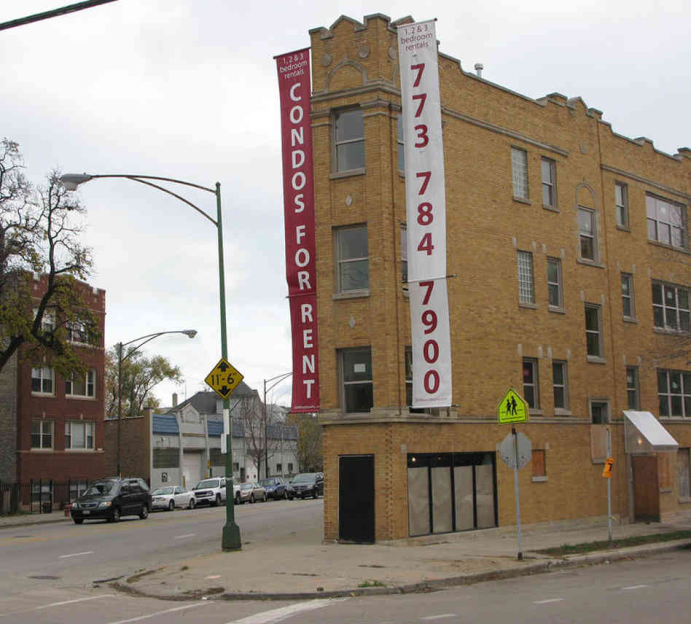 1, 2 & 3
bedroom
rentals
CONDOS FOR RENT
1, 2 & 3
bedroom
rentals
773 784 7900
11'-6"